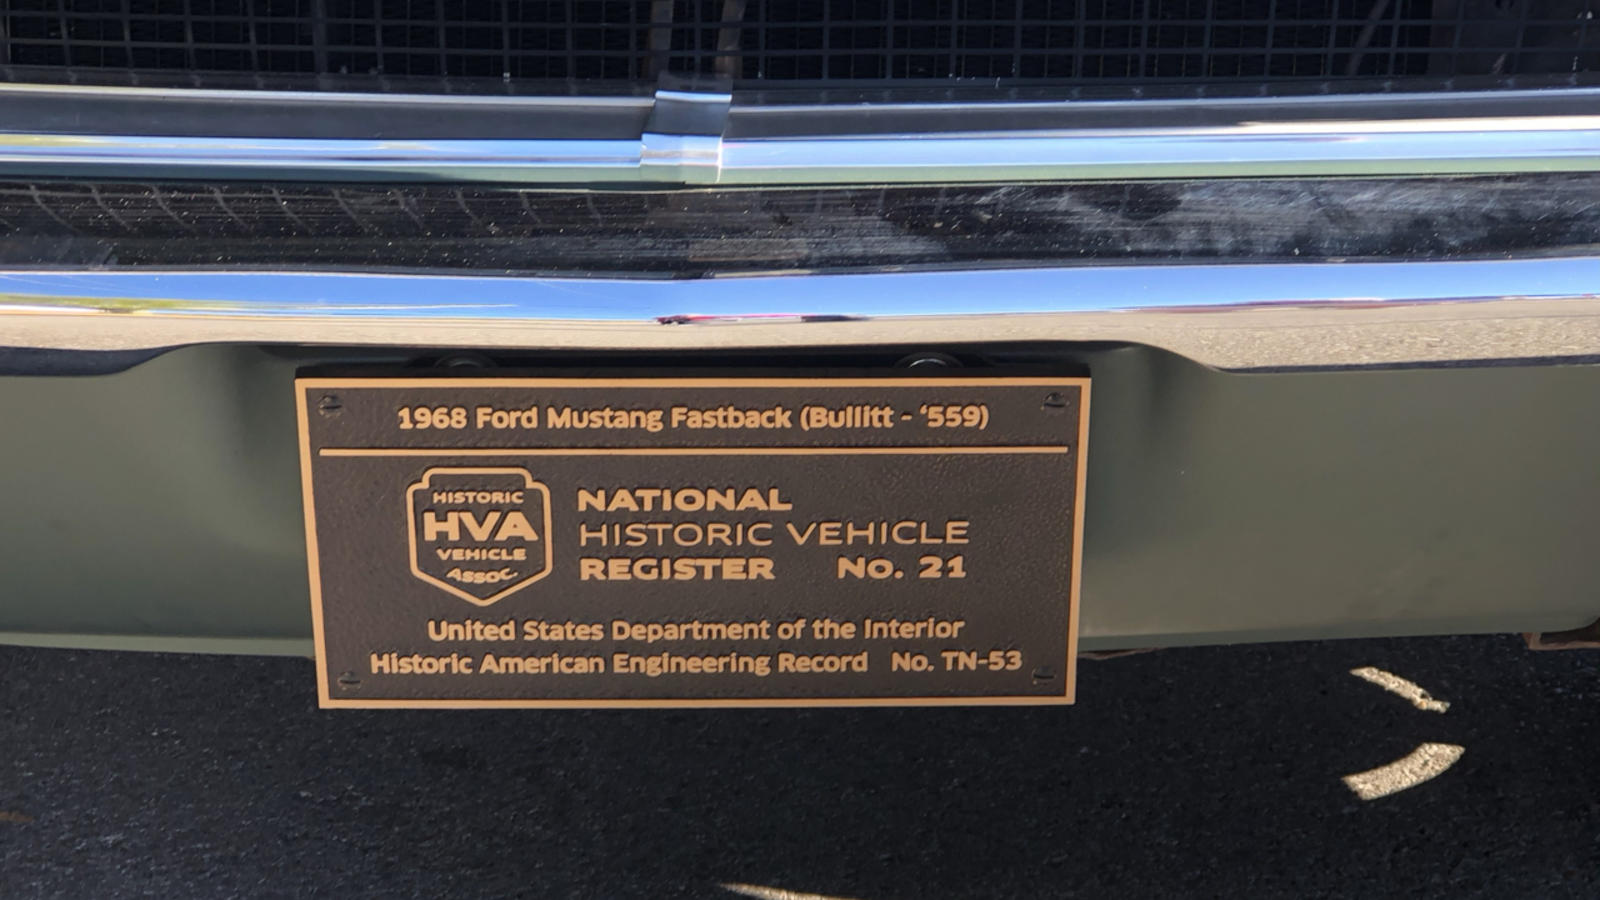 1968 Ford Mustang Fastback (Bullitt - ‘559)
HISTORIC
HVA
VEHICLE
ASSOC.
NATIONAL
HISTORIC VEHICLE
REGISTER No. 21
United States Department of the Interior
Historic American Engineering Record No. TN-53